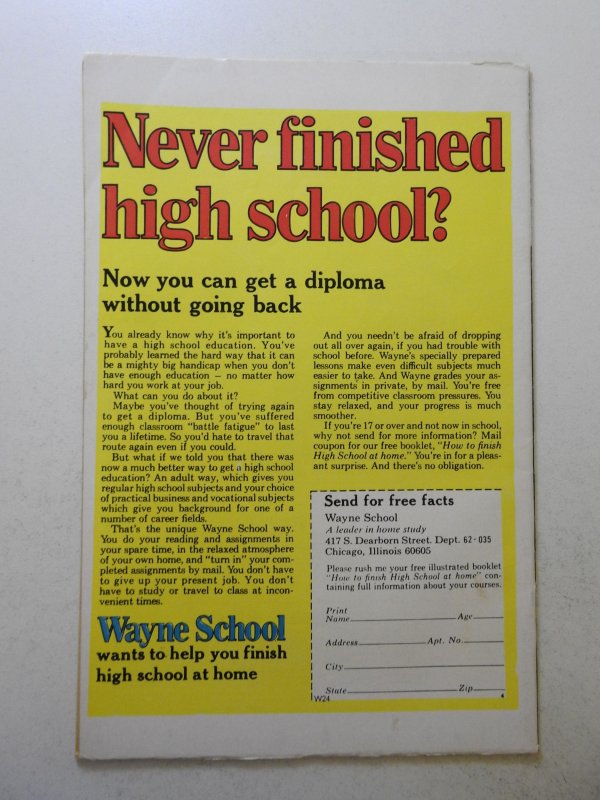 Never finished
high school?
Now you can get a diploma
without going back
You already know why it's important to
have a high school education. You've
probably learned the hard way that it can
be a mighty big handicap when you don't
have enough education – no matter how
hard you work at your job.
What can you do about it?
Maybe you've thought of trying again
to get a diploma. But you've suffered
enough classroom "battle fatigue" to last
you a lifetime. So you'd hate to travel that
route again even if you could.
But what if we told you that there was
now a much better way to get a high school
education? An adult way, which gives you
regular high school subjects and your choice
of practical business and vocational subjects
which give you background for one of a
number of career fields.
That's the unique Wayne School way.
You do your reading and assignments in
your spare time, in the relaxed atmosphere
of your own home, and "turn in" your com-
pleted assignments by mail. You don't have
to give up your present job. You don't
have to study or travel to class at incon-
venient times.
Wayne School
wants to help you finish
high school at home
And you needn't be afraid of dropping
out all over again, if you had trouble with
school before. Wayne's specially prepared
lessons make even difficult subjects much
easier to take. And Wayne grades your as-
signments in private, by mail. You're free
from competitive classroom pressures. You
stay relaxed, and your progress is much
smoother.
If you're 17 or over and not now in school,
why not send for more information? Mail
coupon for our free booklet, "How to finish
High School at home." You're in for a pleas-
ant surprise. And there's no obligation.
Send for free facts
Wayne School
A leader in home study
417 S. Dearborn Street. Dept. 62-035
Chicago, Illinois 60605
Please rush me your free illustrated booklet
"How to finish High School at home" con-
taining full information about your courses.
Print
Name Age
Address Apt. No.
City
State Zip
W24 4